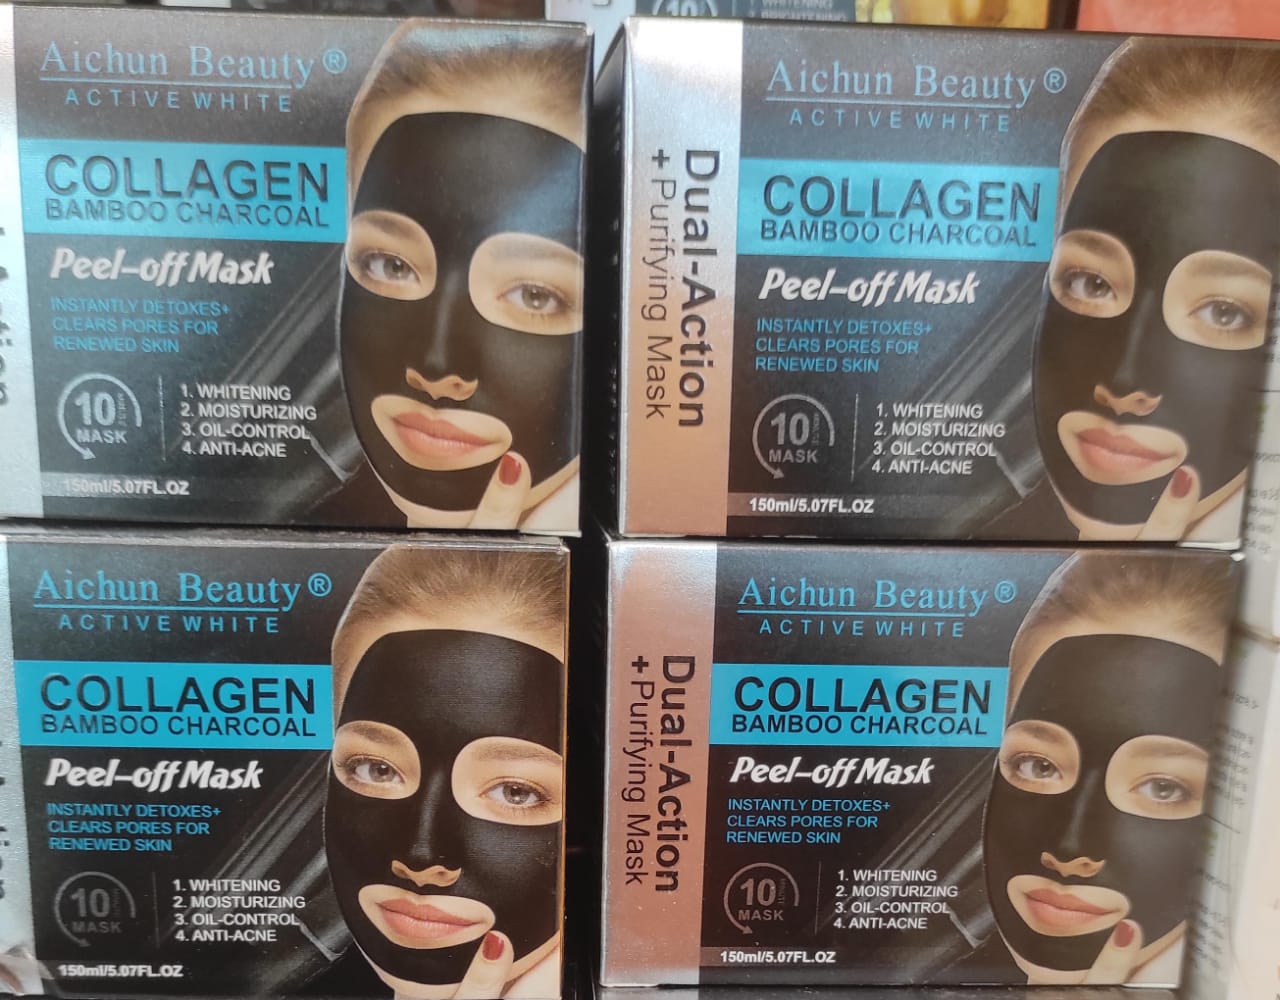 WHITENING
Aichun Beauty®
ACTIVE WHITE
COLLAGEN
BAMBOO CHARCOAL
Peel-off Mask
INSTANTLY DETOXES+
CLEARS PORES FOR
RENEWED SKIN
10
MASK
1. WHITENING
2. MOISTURIZING
3. OIL-CONTROL
4. ANTI-ACNE
150ml/5.07FL.OZ
Dual-Action
+Purifying Mask
Aichun Beauty®
ACTIVE WHITE
COLLAGEN
BAMBOO CHARCOAL
Peel-off Mask
INSTANTLY DETOXES+
CLEARS PORES FOR
RENEWED SKIN
10 MINUTE
MASK
1. WHITENING
2. MOISTURIZING
3. OIL-CONTROL
4. ANTI-ACNE
150ml/5.07FL.OZ
Aichun Beauty®
ACTIVE WHITE
COLLAGEN
BAMBOO CHARCOAL
Peel-off Mask
INSTANTLY DETOXES+
CLEARS PORES FOR
RENEWED SKIN
10
MASK
1. WHITENING
2. MOISTURIZING
3. OIL-CONTROL
4. ANTI-ACNE
150ml/5.07FL.OZ
Dual-Action
+Purifying Mask
Aichun Beauty®
ACTIVE WHITE
COLLAGEN
BAMBOO CHARCOAL
Peel-off Mask
INSTANTLY DETOXES+
CLEARS PORES FOR
RENEWED SKIN
10 MINUTE
MASK
1. WHITENING
2. MOISTURIZING
3. OIL-CONTROL
4. ANTI-ACNE
150ml/5.07FL.OZ